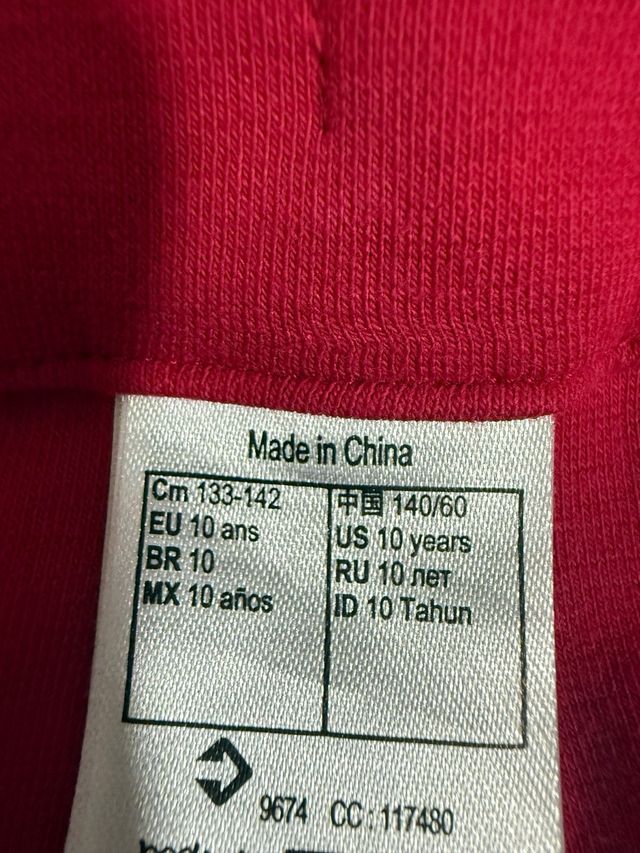 Made in China
Cm 133-142
EU 10 ans
BR 10
MX 10 años
中国 140/60
US 10 years
RU 10 лет
ID 10 Tahun
9674 CC : 117480